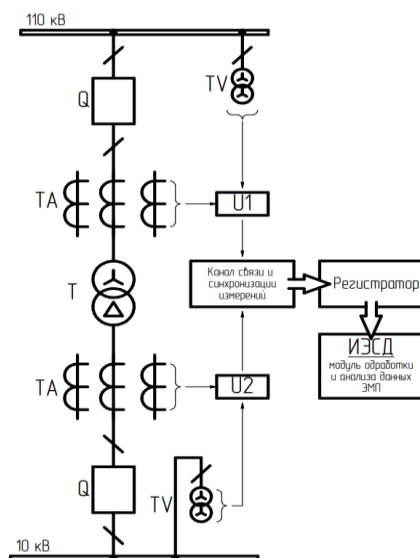 110 кВ
Q
TV
TA
U1
Канал связи и
синхронизации
измерений
Регистратор
T
ИЭСД
модуль обработки
и анализа данных
ЭМП
TA
U2
Q
TV
10 кВ